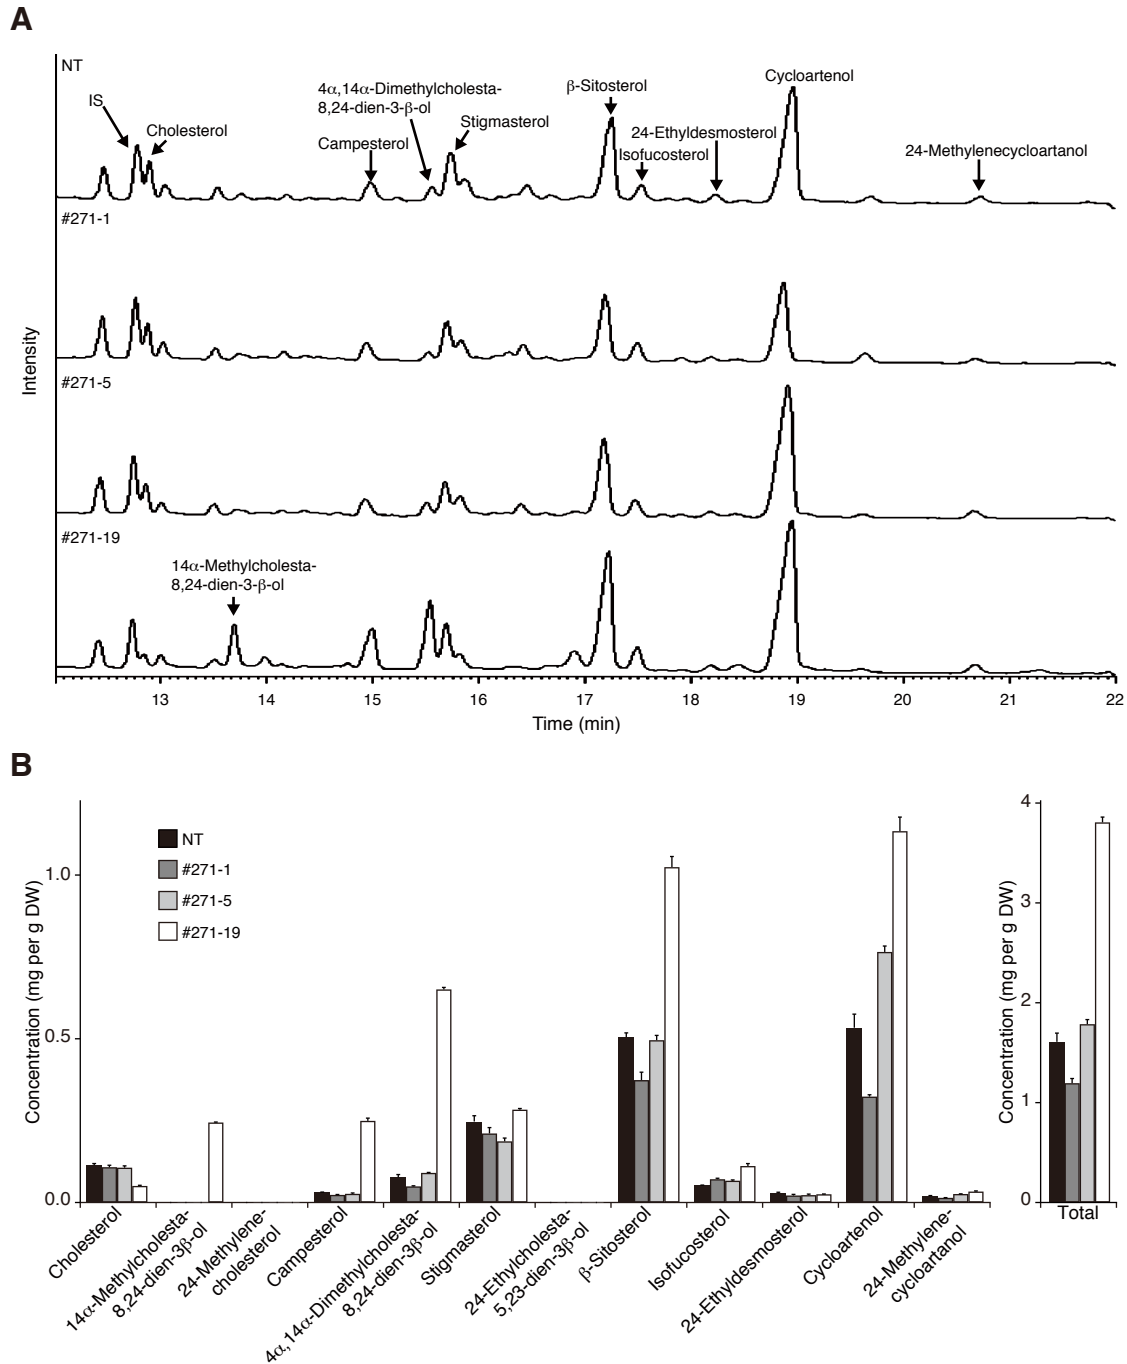 A
NT
IS
Cholesterol
4α,14α-Dimethylcholesta-
8,24-dien-3-β-ol
Campesterol
Stigmasterol
β-Sitosterol
Isofucosterol
24-Ethyldesmosterol
Cycloartenol
24-Methylenecycloartanol
#271-1
#271-5
#271-19
14α-Methylcholesta-
8,24-dien-3-β-ol
Intensity
13 14 15 16 17 18 19 20 21 22
Time (min)
B
NT
#271-1
#271-5
#271-19
Concentration (mg per g DW)
1.0
0.5
0.0
Cholesterol
14α-Methylcholesta-
8,24-dien-3β-ol
24-Methylene-
cholesterol
Campesterol
4α,14α-Dimethylcholesta-
8,24-dien-3β-ol
Stigmasterol
24-Ethylcholesta-
5,23-dien-3β-ol
β-Sitosterol
Isofucosterol
24-Ethyldesmosterol
Cycloartenol
24-Methylene-
cycloartanol
Concentration (mg per g DW)
4
3
2
1
0
Total